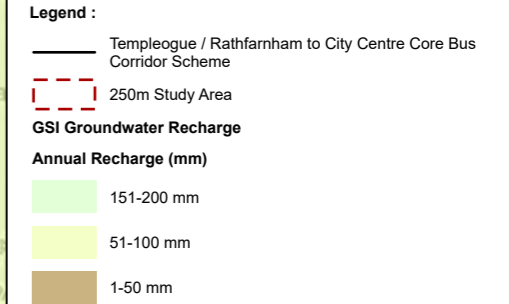 Legend :
Templeogue / Rathfarnham to City Centre Core Bus
Corridor Scheme
250m Study Area
GSI Groundwater Recharge
Annual Recharge (mm)
151-200 mm
51-100 mm
1-50 mm